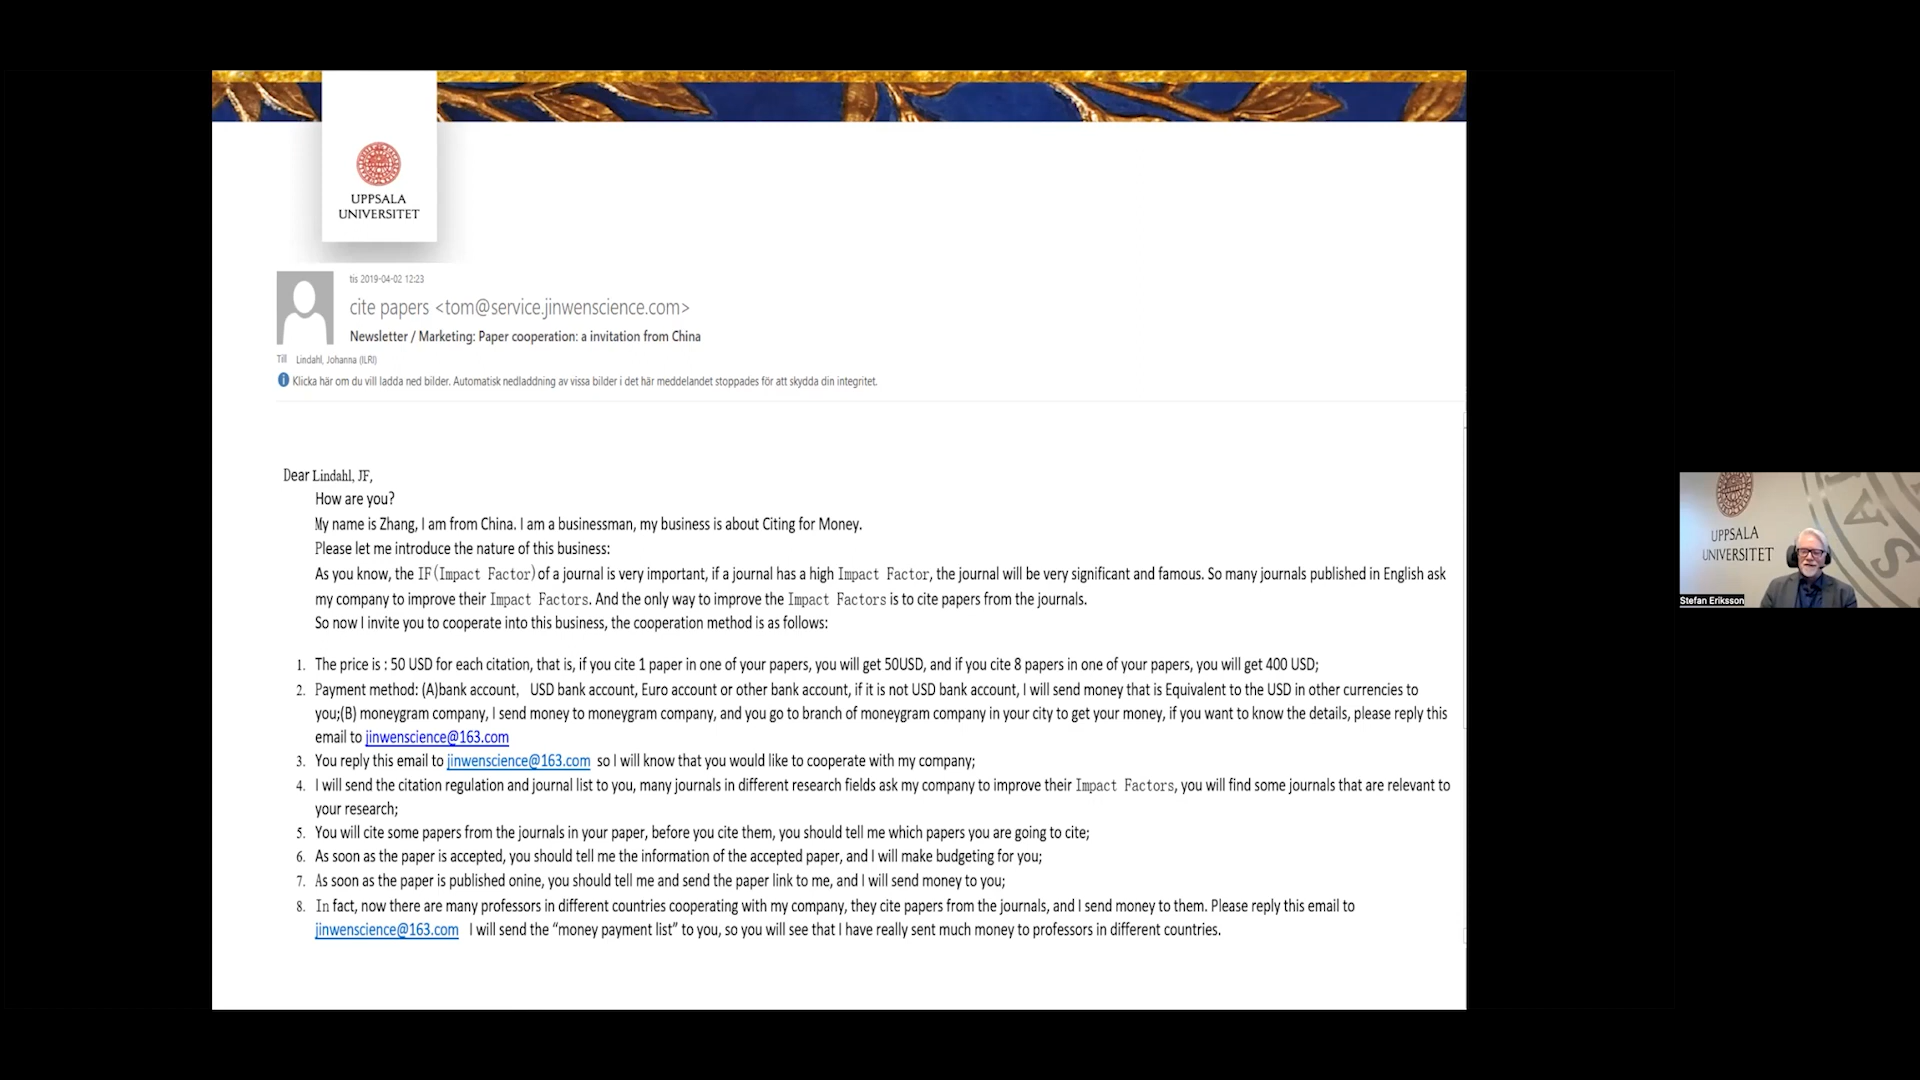 UPPSALA
UNIVERSITET
tis 2019-04-02 12:23
cite papers <tom@service.jinwenscience.com>
Newsletter / Marketing: Paper cooperation: a invitation from China
Till Lindahl, Johanna (ILRI)
Klicka här om du vill ladda ned bilder. Automatisk nedladdning av vissa bilder i det här meddelandet stoppades för att skydda din integritet.
Dear Lindahl, JF,
How are you?
My name is Zhang, I am from China. I am a businessman, my business is about Citing for Money.
Please let me introduce the nature of this business:
As you know, the IF(Impact Factor)of a journal is very important, if a journal has a high Impact Factor, the journal will be very significant and famous. So many journals published in English ask
my company to improve their Impact Factors. And the only way to improve the Impact Factors is to cite papers from the journals.
So now I invite you to cooperate into this business, the cooperation method is as follows:
1. The price is : 50 USD for each citation, that is, if you cite 1 paper in one of your papers, you will get 50USD, and if you cite 8 papers in one of your papers, you will get 400 USD;
2. Payment method: (A)bank account, USD bank account, Euro account or other bank account, if it is not USD bank account, I will send money that is Equivalent to the USD in other currencies to
you;(B) moneygram company, I send money to moneygram company, and you go to branch of moneygram company in your city to get your money, if you want to know the details, please reply this
email to jinwenscience@163.com
3. You reply this email to jinwenscience@163.com so I will know that you would like to cooperate with my company;
4. I will send the citation regulation and journal list to you, many journals in different research fields ask my company to improve their Impact Factors, you will find some journals that are relevant to
your research;
5. You will cite some papers from the journals in your paper, before you cite them, you should tell me which papers you are going to cite;
6. As soon as the paper is accepted, you should tell me the information of the accepted paper, and I will make budgeting for you;
7. As soon as the paper is published onine, you should tell me and send the paper link to me, and I will send money to you;
8. In fact, now there are many professors in different countries cooperating with my company, they cite papers from the journals, and I send money to them. Please reply this email to
jinwenscience@163.com I will send the “money payment list” to you, so you will see that I have really sent much money to professors in different countries.
UPPSALA
UNIVERSITET
Stefan Eriksson